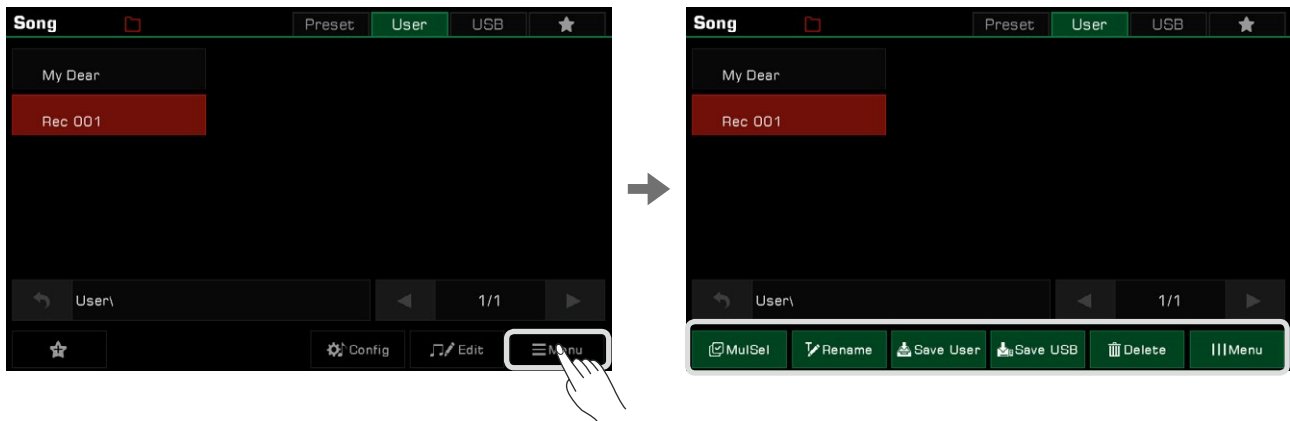 Song Preset User USB
My Dear
Rec 001
User\ 1/1
Config Edit Menu
Song Preset User USB
My Dear
Rec 001
User\ 1/1
MulSel Rename Save User Save USB Delete Menu